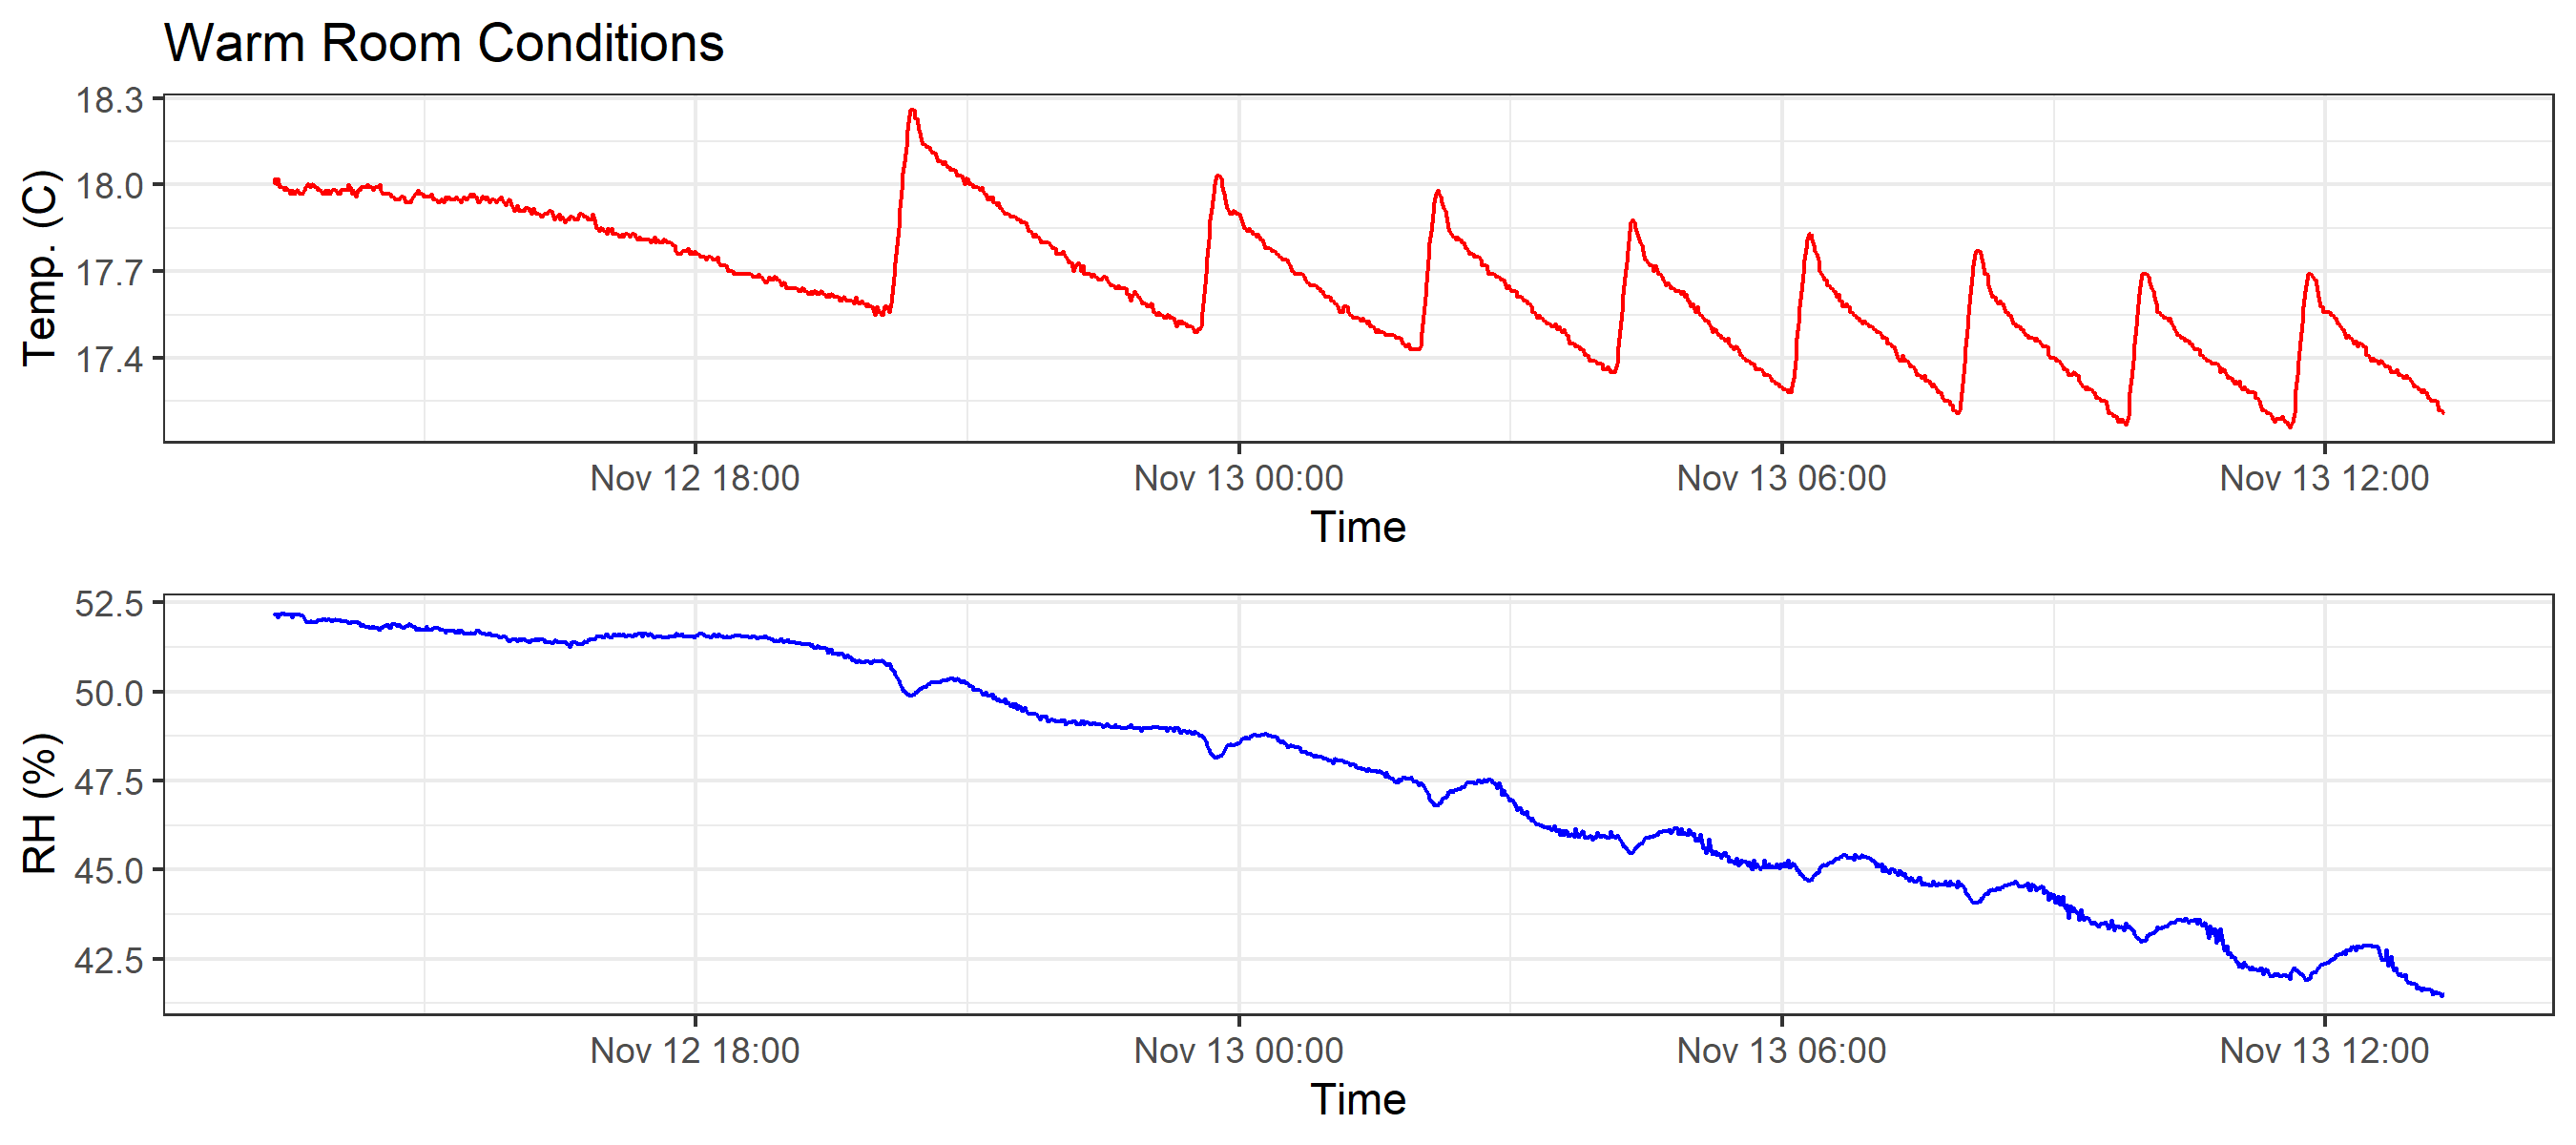 Warm Room Conditions
Temp. (C)
18.3
18.0
17.7
17.4
Nov 12 18:00 Nov 13 00:00 Nov 13 06:00 Nov 13 12:00
Time
RH (%)
52.5
50.0
47.5
45.0
42.5
Nov 12 18:00 Nov 13 00:00 Nov 13 06:00 Nov 13 12:00
Time